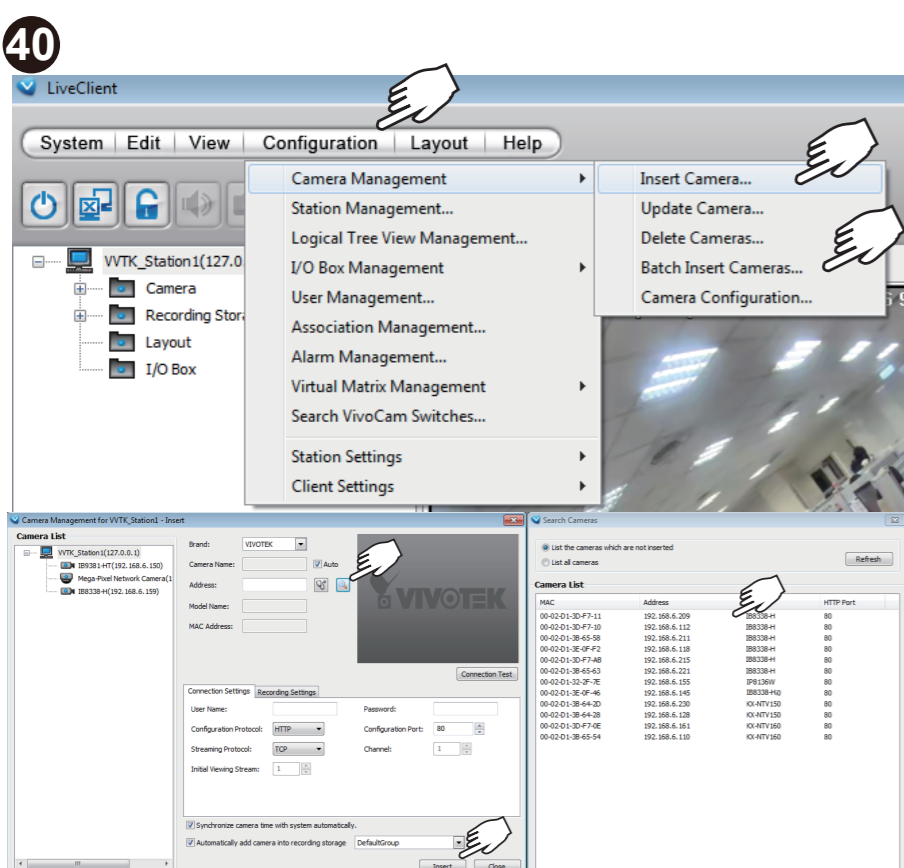 40
LiveClient
System Edit View Configuration Layout Help
Camera Management
Station Management...
Logical Tree View Management...
I/O Box Management
User Management...
Association Management...
Alarm Management...
Virtual Matrix Management
Search VivoCam Switches...
Station Settings
Client Settings
Insert Camera...
Update Camera...
Delete Cameras...
Batch Insert Cameras...
Camera Configuration...
VVTK_Station1(127.0
Camera
Recording Stora
Layout
I/O Box
Camera Management for VVTK_Station1 - Insert
Camera List
VVTK_Station1(127.0.0.1)
IB9381-HT(192.168.6.150)
Mega-Pixel Network Camera(1
IB8338-H(192.168.6.159)
Brand: VIVOTEK
Camera Name: Auto
Address:
Model Name:
MAC Address:
VIVOTEK
Connection Test
Connection Settings Recording Settings
User Name: Password:
Configuration Protocol: HTTP Configuration Port: 80
Streaming Protocol: TCP Channel: 1
Initial Viewing Stream: 1
Synchronize camera time with system automatically.
Automatically add camera into recording storage DefaultGroup
Insert Close
Search Cameras
List the cameras which are not inserted
List all cameras
Refresh
Camera List
MAC Address HTTP Port
00-02-D1-3D-F7-11 192.168.6.209 IB8338-H 80
00-02-D1-3D-F7-10 192.168.6.112 IB8338-H 80
00-02-D1-3B-65-58 192.168.6.211 IB8338-H 80
00-02-D1-3E-0F-F2 192.168.6.118 IB8338-H 80
00-02-D1-3D-F7-AB 192.168.6.215 IB8338-H 80
00-02-D1-3B-65-63 192.168.6.221 IB8338-H 80
00-02-D1-32-2F-7E 192.168.6.155 IP8136W 80
00-02-D1-3E-0F-46 192.168.6.145 80
00-02-D1-3B-64-2D 192.168.6.230 KX-NTV150 80
00-02-D1-3B-64-28 192.168.6.128 KX-NTV150 80
00-02-D1-3D-F7-0E 192.168.6.161 KX-NTV160 80
00-02-D1-3B-65-54 192.168.6.110 KX-NTV160 80